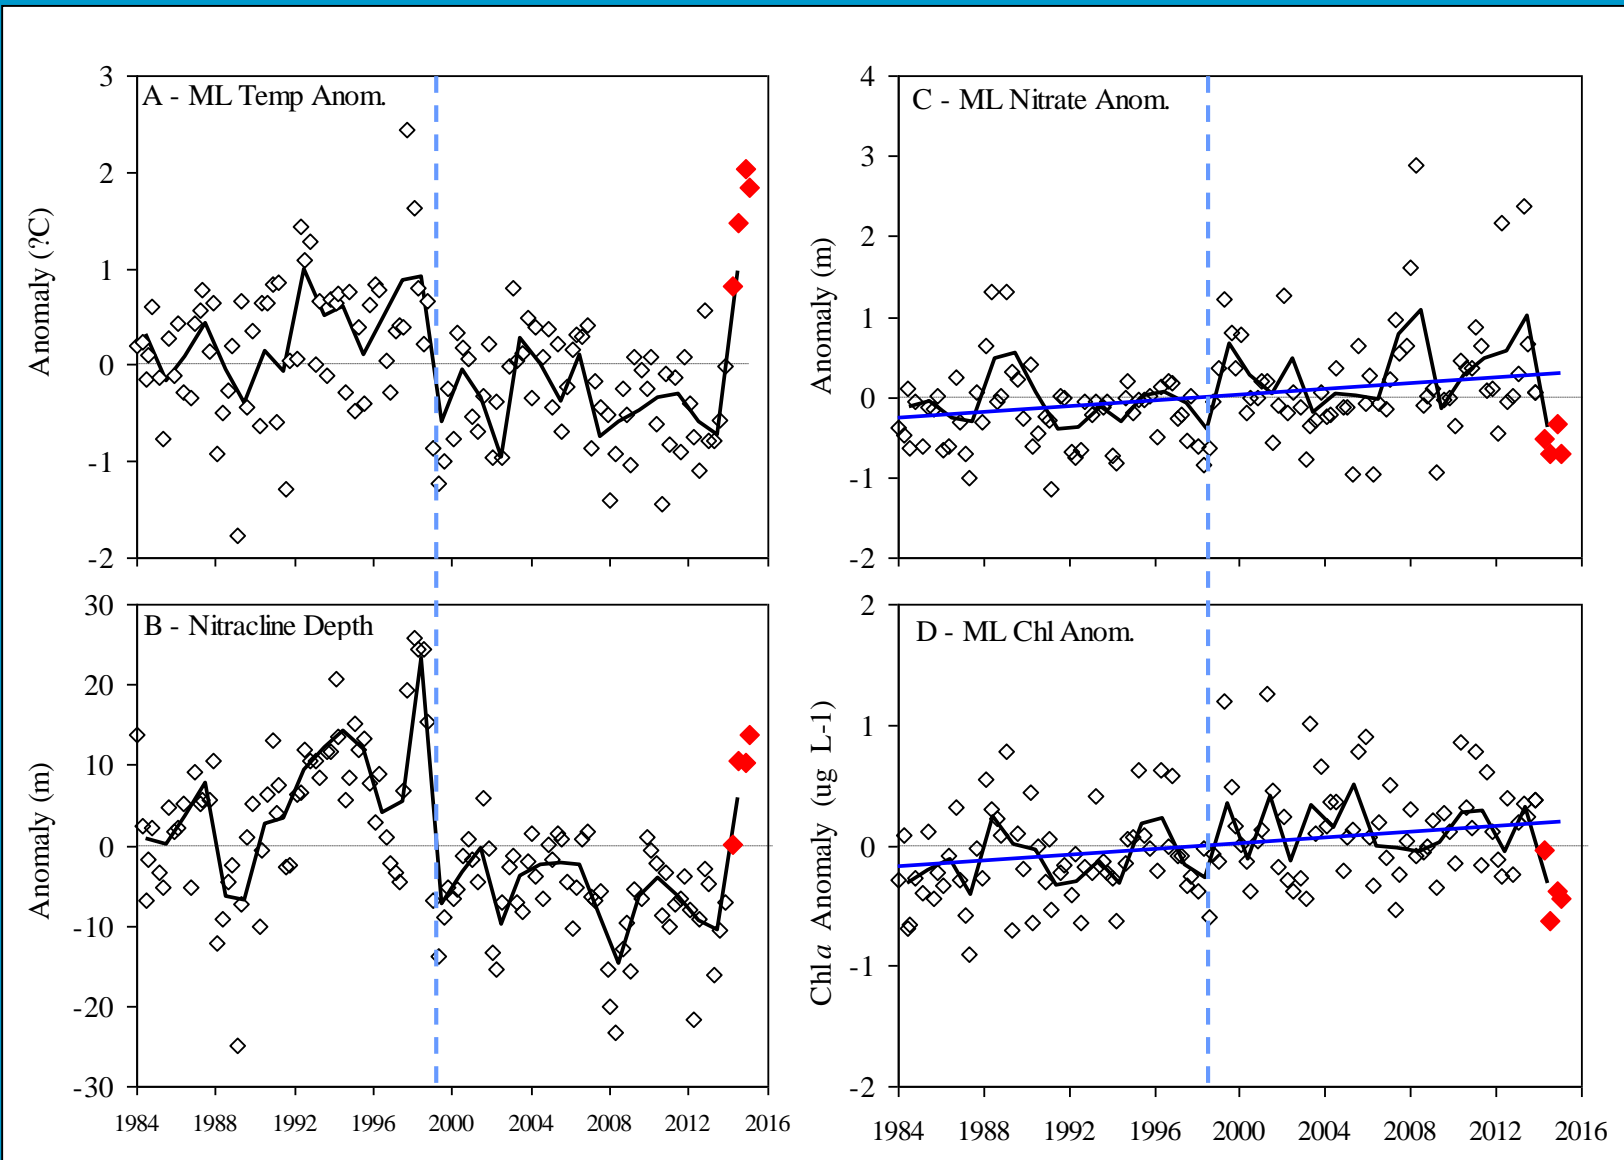 A - ML Temp Anom.
Anomaly (?C)
3
2
1
0
-1
-2
B - Nitracline Depth
Anomaly (m)
30
20
10
0
-10
-20
-30
1984 1988 1992 1996 2000 2004 2008 2012 2016
C - ML Nitrate Anom.
Anomaly (m)
4
3
2
1
0
-1
-2
D - ML Chl Anom.
Chl a Anomaly (ug L-1)
2
1
0
-1
-2
1984 1988 1992 1996 2000 2004 2008 2012 2016